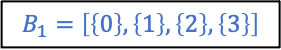 B₁ = [{0}, {1}, {2}, {3}]